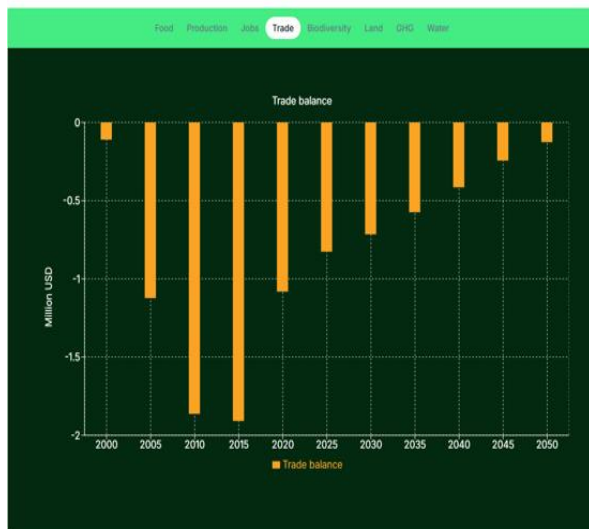 Food Production Jobs Trade Biodiversity Land GHG Water
Trade balance
0
-0.5
-1
-1.5
-2
Million USD
2000 2005 2010 2015 2020 2025 2030 2035 2040 2045 2050
Trade balance